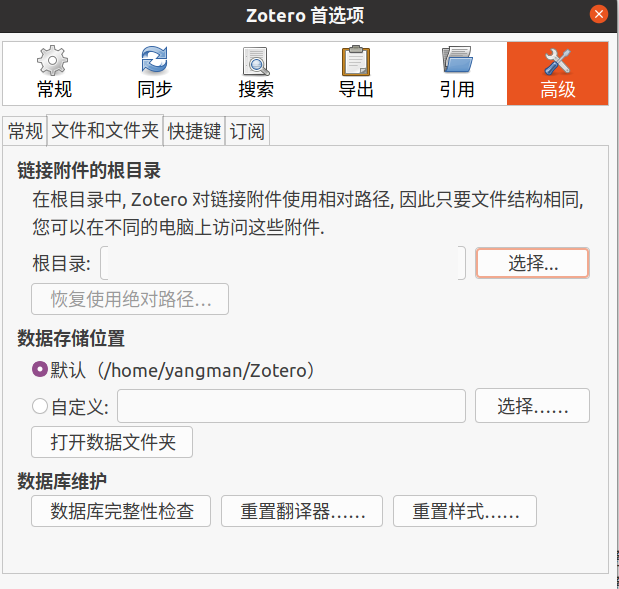 Zotero 首选项
常规 同步 搜索 导出 引用 高级
常规 文件和文件夹 快捷键 订阅
链接附件的根目录
在根目录中, Zotero 对链接附件使用相对路径, 因此只要文件结构相同,
您可以在不同的电脑上访问这些附件.
根目录: 选择...
恢复使用绝对路径…
数据存储位置
默认（/home/yangman/Zotero）
自定义: 选择……
打开数据文件夹
数据库维护
数据库完整性检查 重置翻译器…… 重置样式……